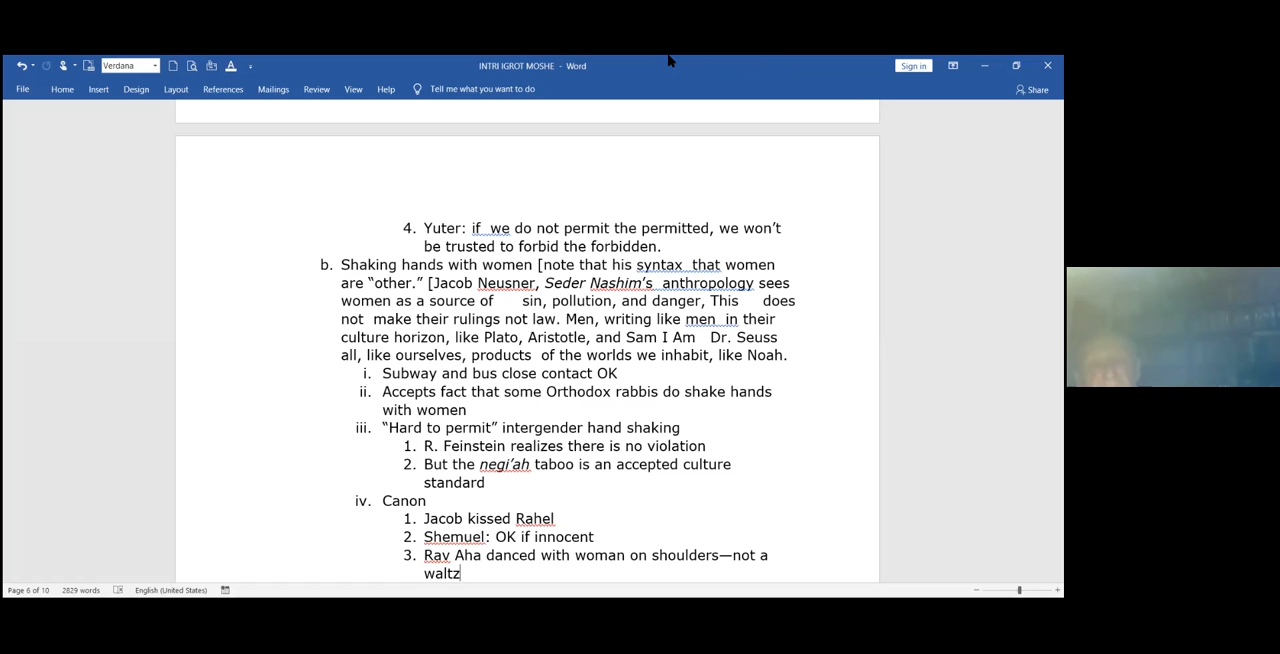 Verdana
INTRI IGROT MOSHE - Word
Sign in
File Home Insert Design Layout References Mailings Review View Help Tell me what you want to do Share
4. Yuter: if we do not permit the permitted, we won’t
be trusted to forbid the forbidden.
b. Shaking hands with women [note that his syntax that women
are “other.” [Jacob Neusner, Seder Nashim’s anthropology sees
women as a source of sin, pollution, and danger, This does
not make their rulings not law. Men, writing like men in their
culture horizon, like Plato, Aristotle, and Sam I Am Dr. Seuss
all, like ourselves, products of the worlds we inhabit, like Noah.
i. Subway and bus close contact OK
ii. Accepts fact that some Orthodox rabbis do shake hands
with women
iii. “Hard to permit” intergender hand shaking
1. R. Feinstein realizes there is no violation
2. But the negi’ah taboo is an accepted culture
standard
iv. Canon
1. Jacob kissed Rahel
2. Shemuel: OK if innocent
3. Rav Aha danced with woman on shoulders—not a
waltz
Page 6 of 10 2829 words English (United States)